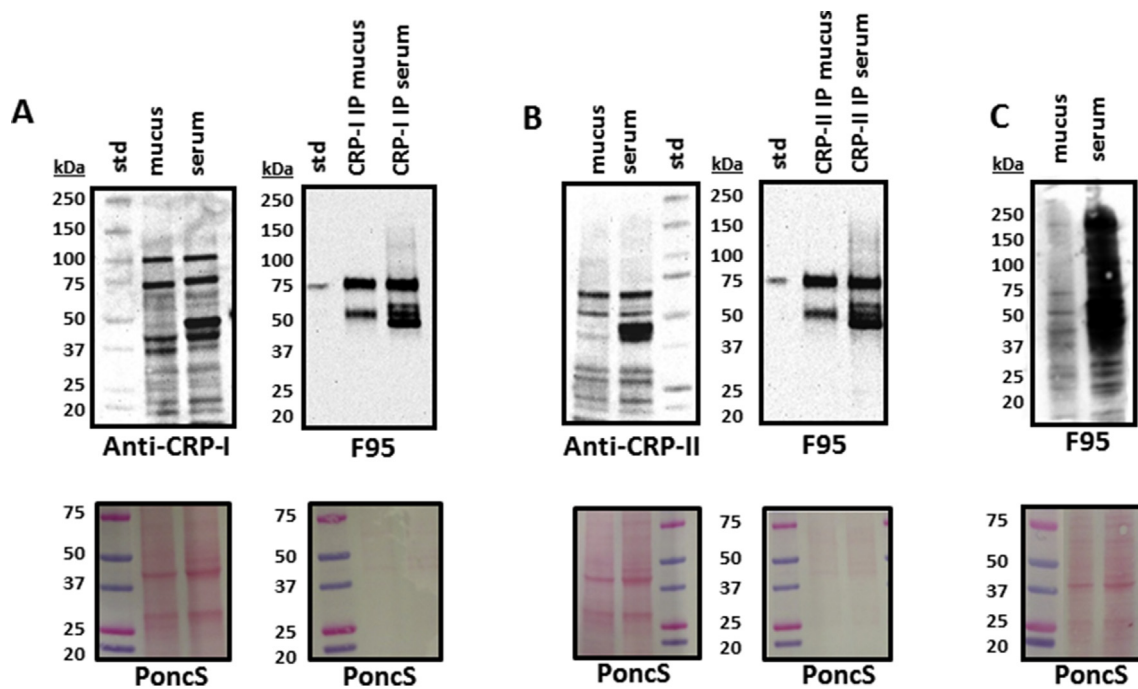 A
kDa
std
mucus
serum
250
150
100
75
50
37
25
20
Anti-CRP-I
kDa
std
CRP-I IP mucus
CRP-I IP serum
250
150
100
75
50
37
25
20
F95
B
mucus
serum
std
Anti-CRP-II
kDa
std
CRP-II IP mucus
CRP-II IP serum
250
150
100
75
50
37
25
20
F95
C
kDa
mucus
serum
250
150
100
75
50
37
25
20
F95
75
50
37
25
20
PoncS
75
50
37
25
20
PoncS
PoncS
75
50
37
25
20
PoncS
75
50
37
25
20
PoncS